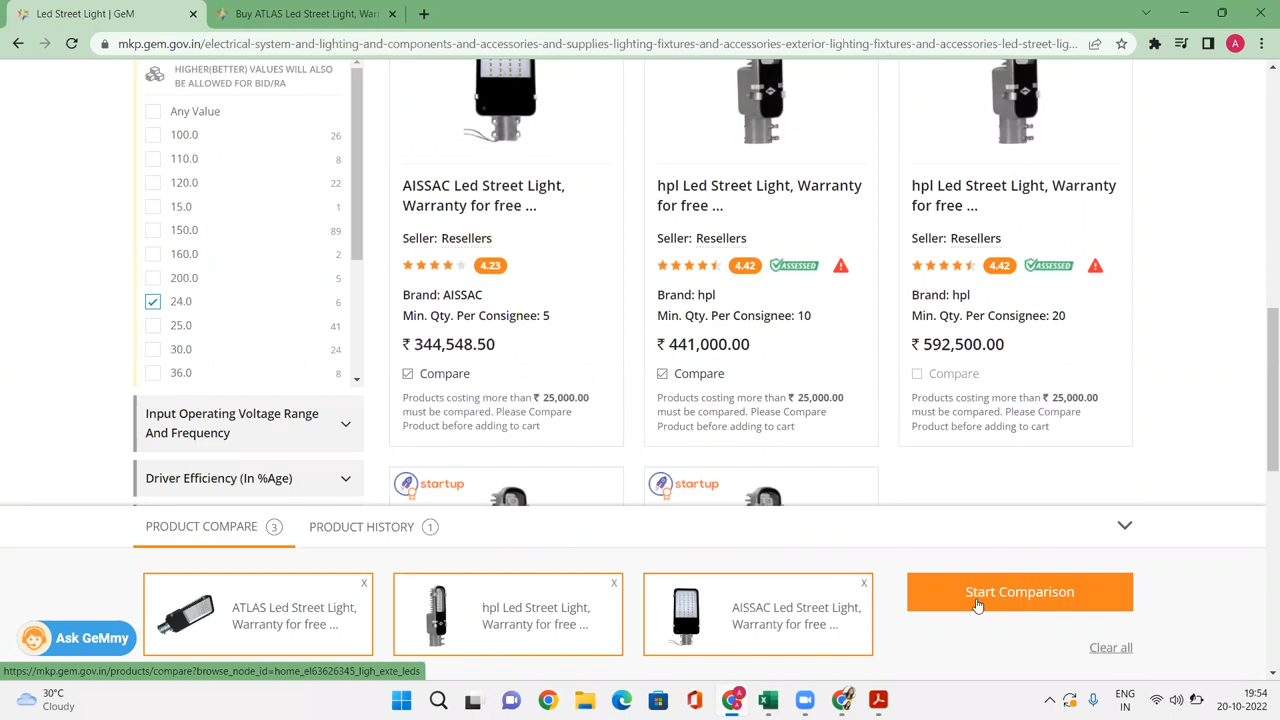 Led Street Light | GeM
Buy ATLAS Led Street Light, War
mkp.gem.gov.in/electrical-system-and-lighting-and-components-and-accessories-and-supplies-lighting-fixtures-and-accessories-exterior-lighting-fixtures-and-accessories-led-street-lig...
A
HIGHER(BETTER) VALUES WILL ALSO
BE ALLOWED FOR BID/RA
Any Value
100.0 26
110.0 8
120.0 22
15.0 1
150.0 89
160.0 2
200.0 5
24.0 6
25.0 41
30.0 24
36.0 8
Input Operating Voltage Range
And Frequency
Driver Efficiency (In %Age)
AISSAC Led Street Light,
Warranty for free ...
Seller: Resellers
4.23
Brand: AISSAC
Min. Qty. Per Consignee: 5
₹ 344,548.50
Compare
Products costing more than ₹ 25,000.00
must be compared. Please Compare
Product before adding to cart
hpl Led Street Light, Warranty
for free ...
Seller: Resellers
4.42 ASSESSED
Brand: hpl
Min. Qty. Per Consignee: 10
₹ 441,000.00
Compare
Products costing more than ₹ 25,000.00
must be compared. Please Compare
Product before adding to cart
hpl Led Street Light, Warranty
for free ...
Seller: Resellers
4.42 ASSESSED
Brand: hpl
Min. Qty. Per Consignee: 20
₹ 592,500.00
Compare
Products costing more than ₹ 25,000.00
must be compared. Please Compare
Product before adding to cart
startup
startup
PRODUCT COMPARE 3
PRODUCT HISTORY 1
ATLAS Led Street Light,
Warranty for free ...
X
hpl Led Street Light,
Warranty for free ...
X
AISSAC Led Street Light,
Warranty for free ...
X
Start Comparison
Clear all
Ask GeMmy
https://mkp.gem.gov.in/products/compare?browse_node_id=home_el63626345_ligh_exte_leds
30°C
Cloudy
ENG
IN
19:54
20-10-2022